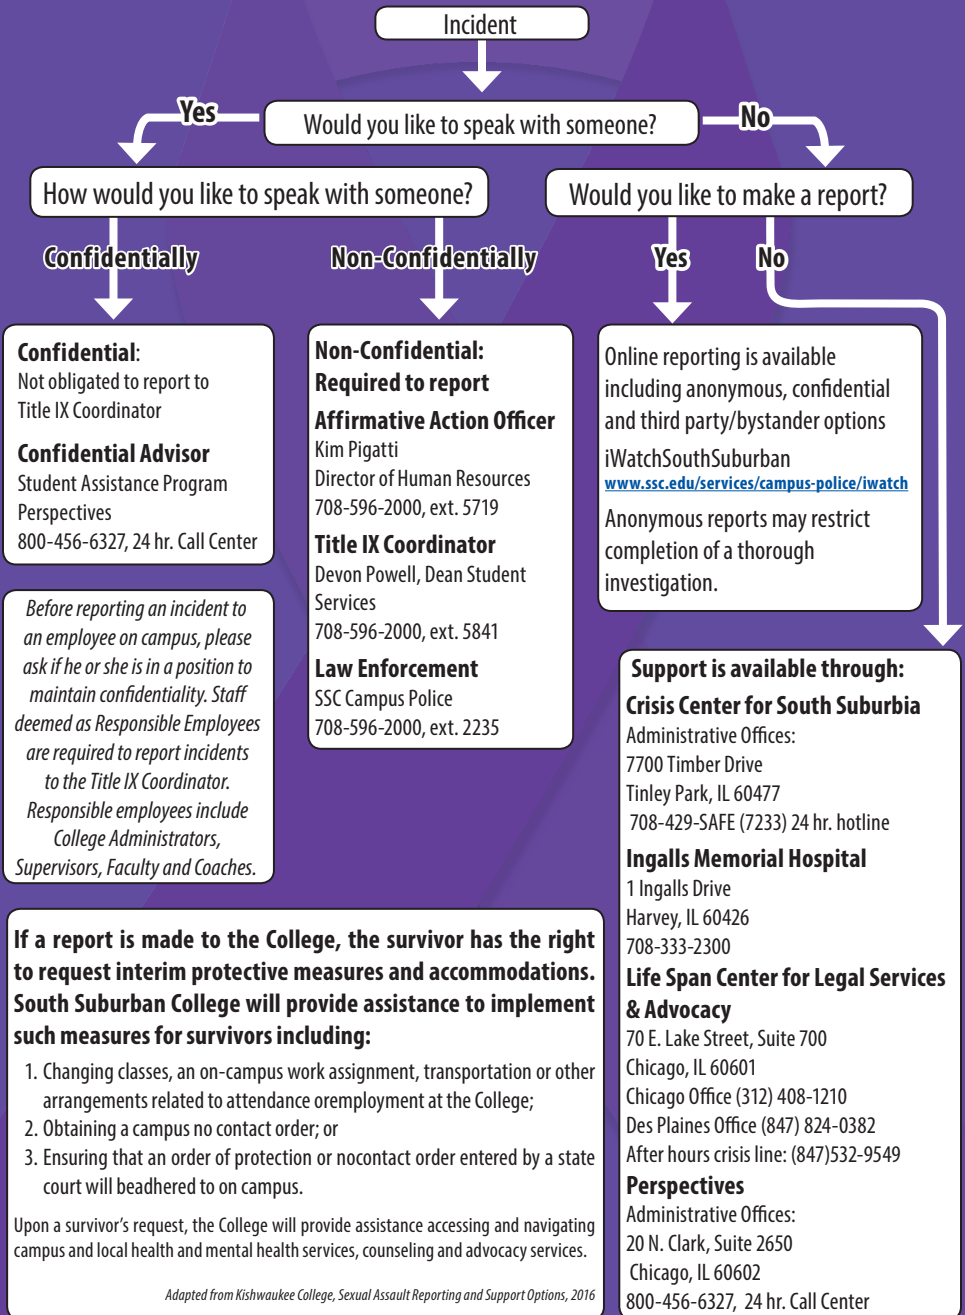 Incident
Would you like to speak with someone?
Yes
No
How would you like to speak with someone?
Would you like to make a report?
Confidentially
Non-Confidentially
Yes
No
Confidential:
Not obligated to report to
Title IX Coordinator
Confidential Advisor
Student Assistance Program
Perspectives
800-456-6327, 24 hr. Call Center
Before reporting an incident to
an employee on campus, please
ask if he or she is in a position to
maintain confidentiality. Staff
deemed as Responsible Employees
are required to report incidents
to the Title IX Coordinator.
Responsible employees include
College Administrators,
Supervisors, Faculty and Coaches.
Non-Confidential:
Required to report
Affirmative Action Officer
Kim Pigatti
Director of Human Resources
708-596-2000, ext. 5719
Title IX Coordinator
Devon Powell, Dean Student
Services
708-596-2000, ext. 5841
Law Enforcement
SSC Campus Police
708-596-2000, ext. 2235
Online reporting is available
including anonymous, confidential
and third party/bystander options
iWatchSouthSuburban
www.ssc.edu/services/campus-police/iwatch
Anonymous reports may restrict
completion of a thorough
investigation.
Support is available through:
Crisis Center for South Suburbia
Administrative Offices:
7700 Timber Drive
Tinley Park, IL 60477
708-429-SAFE (7233) 24 hr. hotline
Ingalls Memorial Hospital
1 Ingalls Drive
Harvey, IL 60426
708-333-2300
Life Span Center for Legal Services
& Advocacy
70 E. Lake Street, Suite 700
Chicago, IL 60601
Chicago Office (312) 408-1210
Des Plaines Office (847) 824-0382
After hours crisis line: (847)532-9549
Perspectives
Administrative Offices:
20 N. Clark, Suite 2650
Chicago, IL 60602
800-456-6327, 24 hr. Call Center
If a report is made to the College, the survivor has the right
to request interim protective measures and accommodations.
South Suburban College will provide assistance to implement
such measures for survivors including:
1. Changing classes, an on-campus work assignment, transportation or other
arrangements related to attendance oremployment at the College;
2. Obtaining a campus no contact order; or
3. Ensuring that an order of protection or nocontact order entered by a state
court will beadhered to on campus.
Upon a survivor's request, the College will provide assistance accessing and navigating
campus and local health and mental health services, counseling and advocacy services.
Adapted from Kishwaukee College, Sexual Assault Reporting and Support Options, 2016